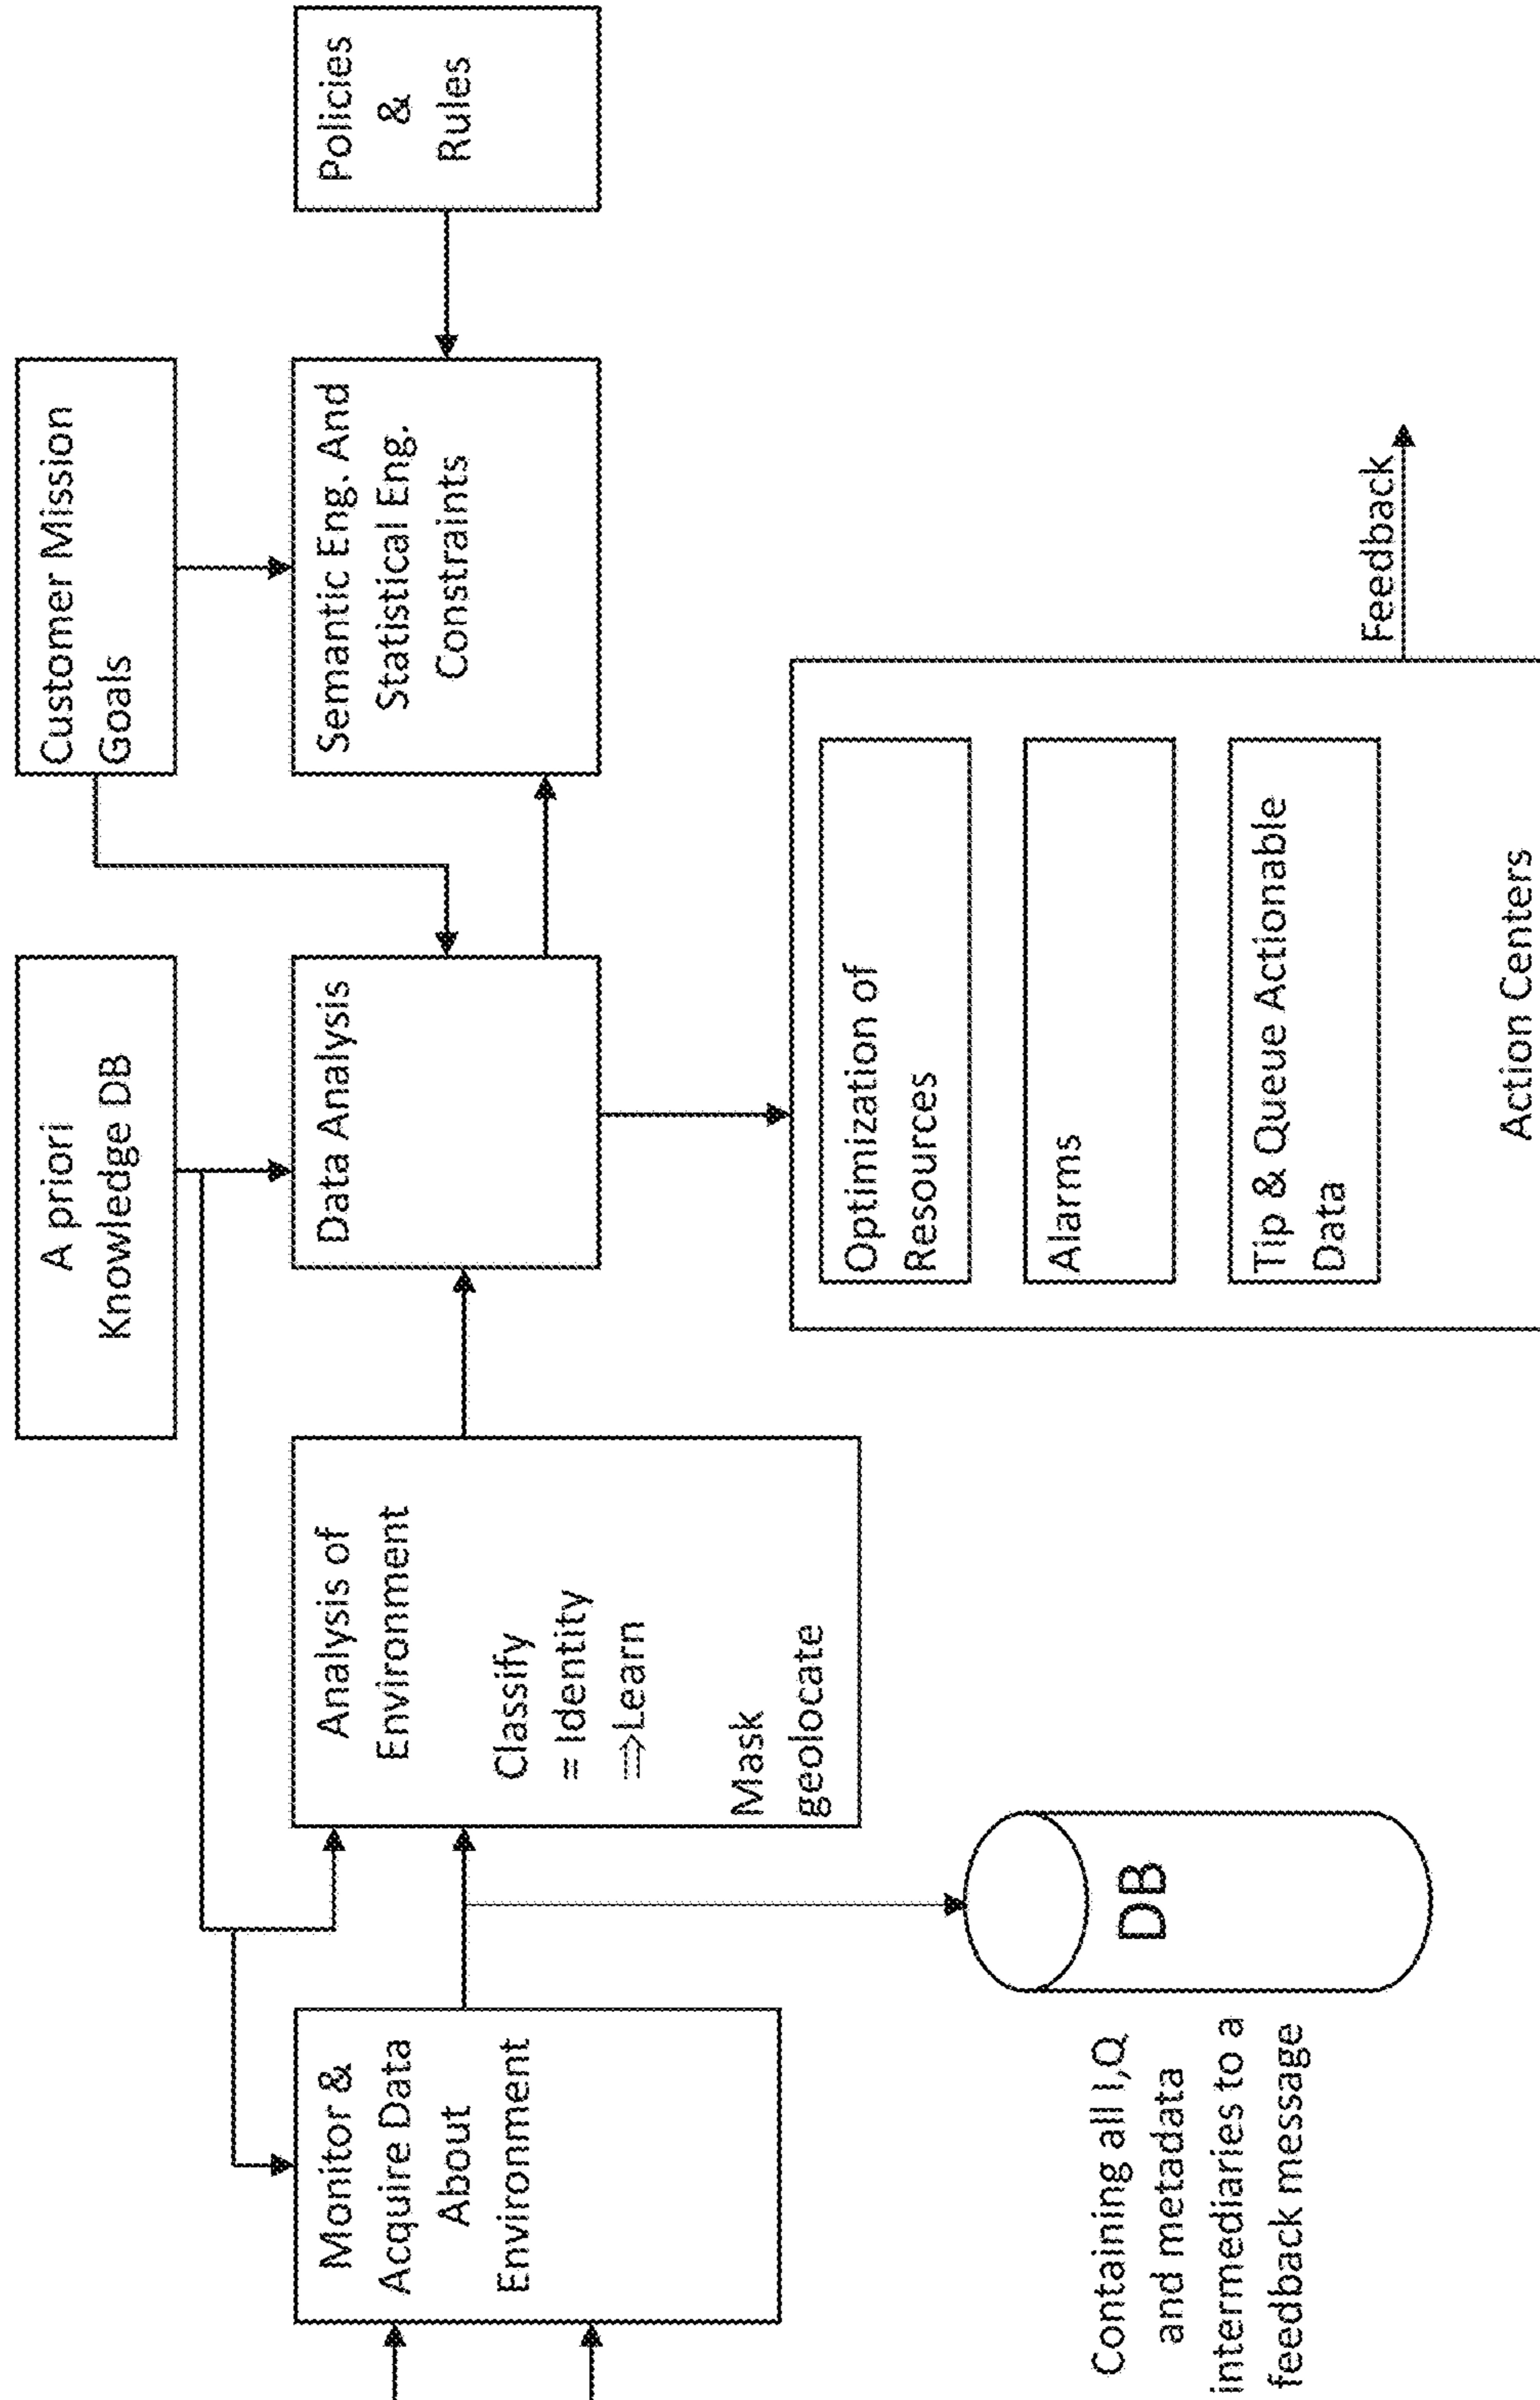 A priori
Knowledge DB
Customer Mission
Goals
Monitor &
Acquire Data
About
Environment
Analysis of
Environment
Classify
= Identity
⇒Learn
Mask
geolocate
Data Analysis
Semantic Eng. And
Statistical Eng.
Constraints
Policies
&
Rules
Containing all I,Q
and metadata
intermediaries to a
feedback message
DB
Optimization of
Resources
Alarms
Tip & Queue Actionable
Data
Action Centers
Feedback